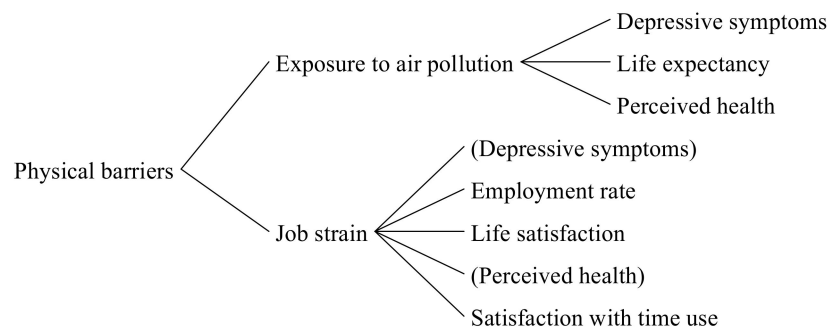 Depressive symptoms
Exposure to air pollution
Life expectancy
Perceived health
Physical barriers
(Depressive symptoms)
Employment rate
Job strain
Life satisfaction
(Perceived health)
Satisfaction with time use